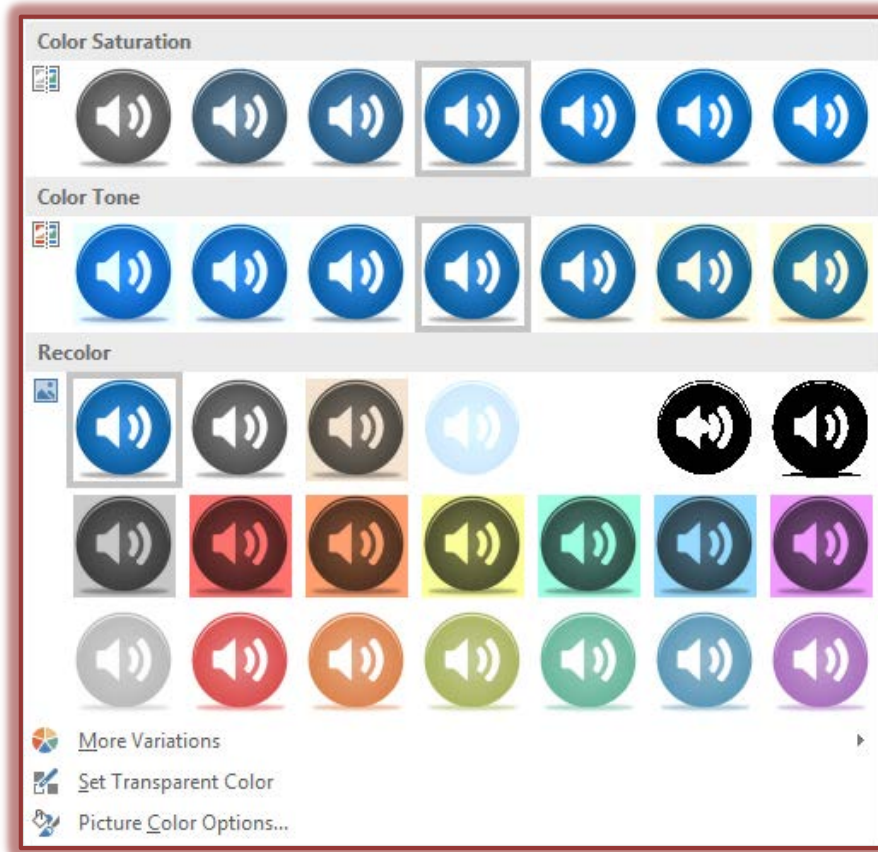 Color Saturation
Color Tone
Recolor
More Variations
Set Transparent Color
Picture Color Options...